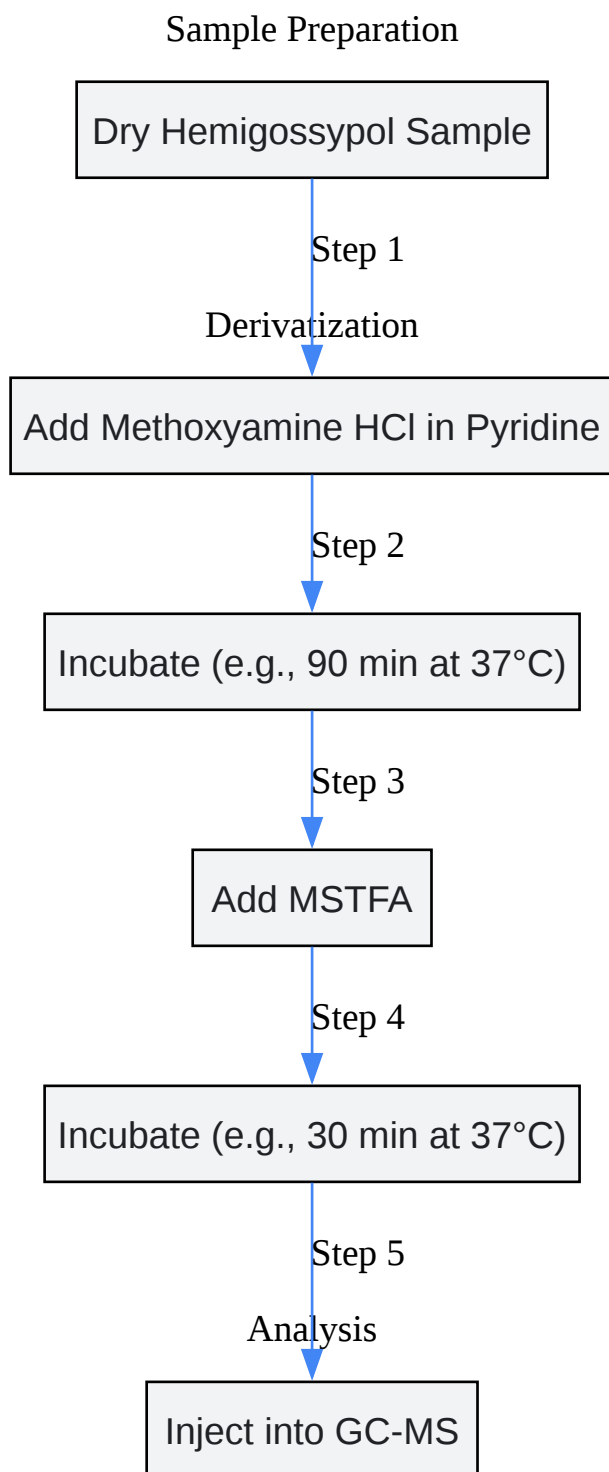 Sample Preparation
Dry Hemigossypol Sample
Step 1
Derivatization
Add Methoxyamine HCl in Pyridine
Step 2
Incubate (e.g., 90 min at 37°C)
Step 3
Add MSTFA
Step 4
Incubate (e.g., 30 min at 37°C)
Step 5
Analysis
Inject into GC-MS